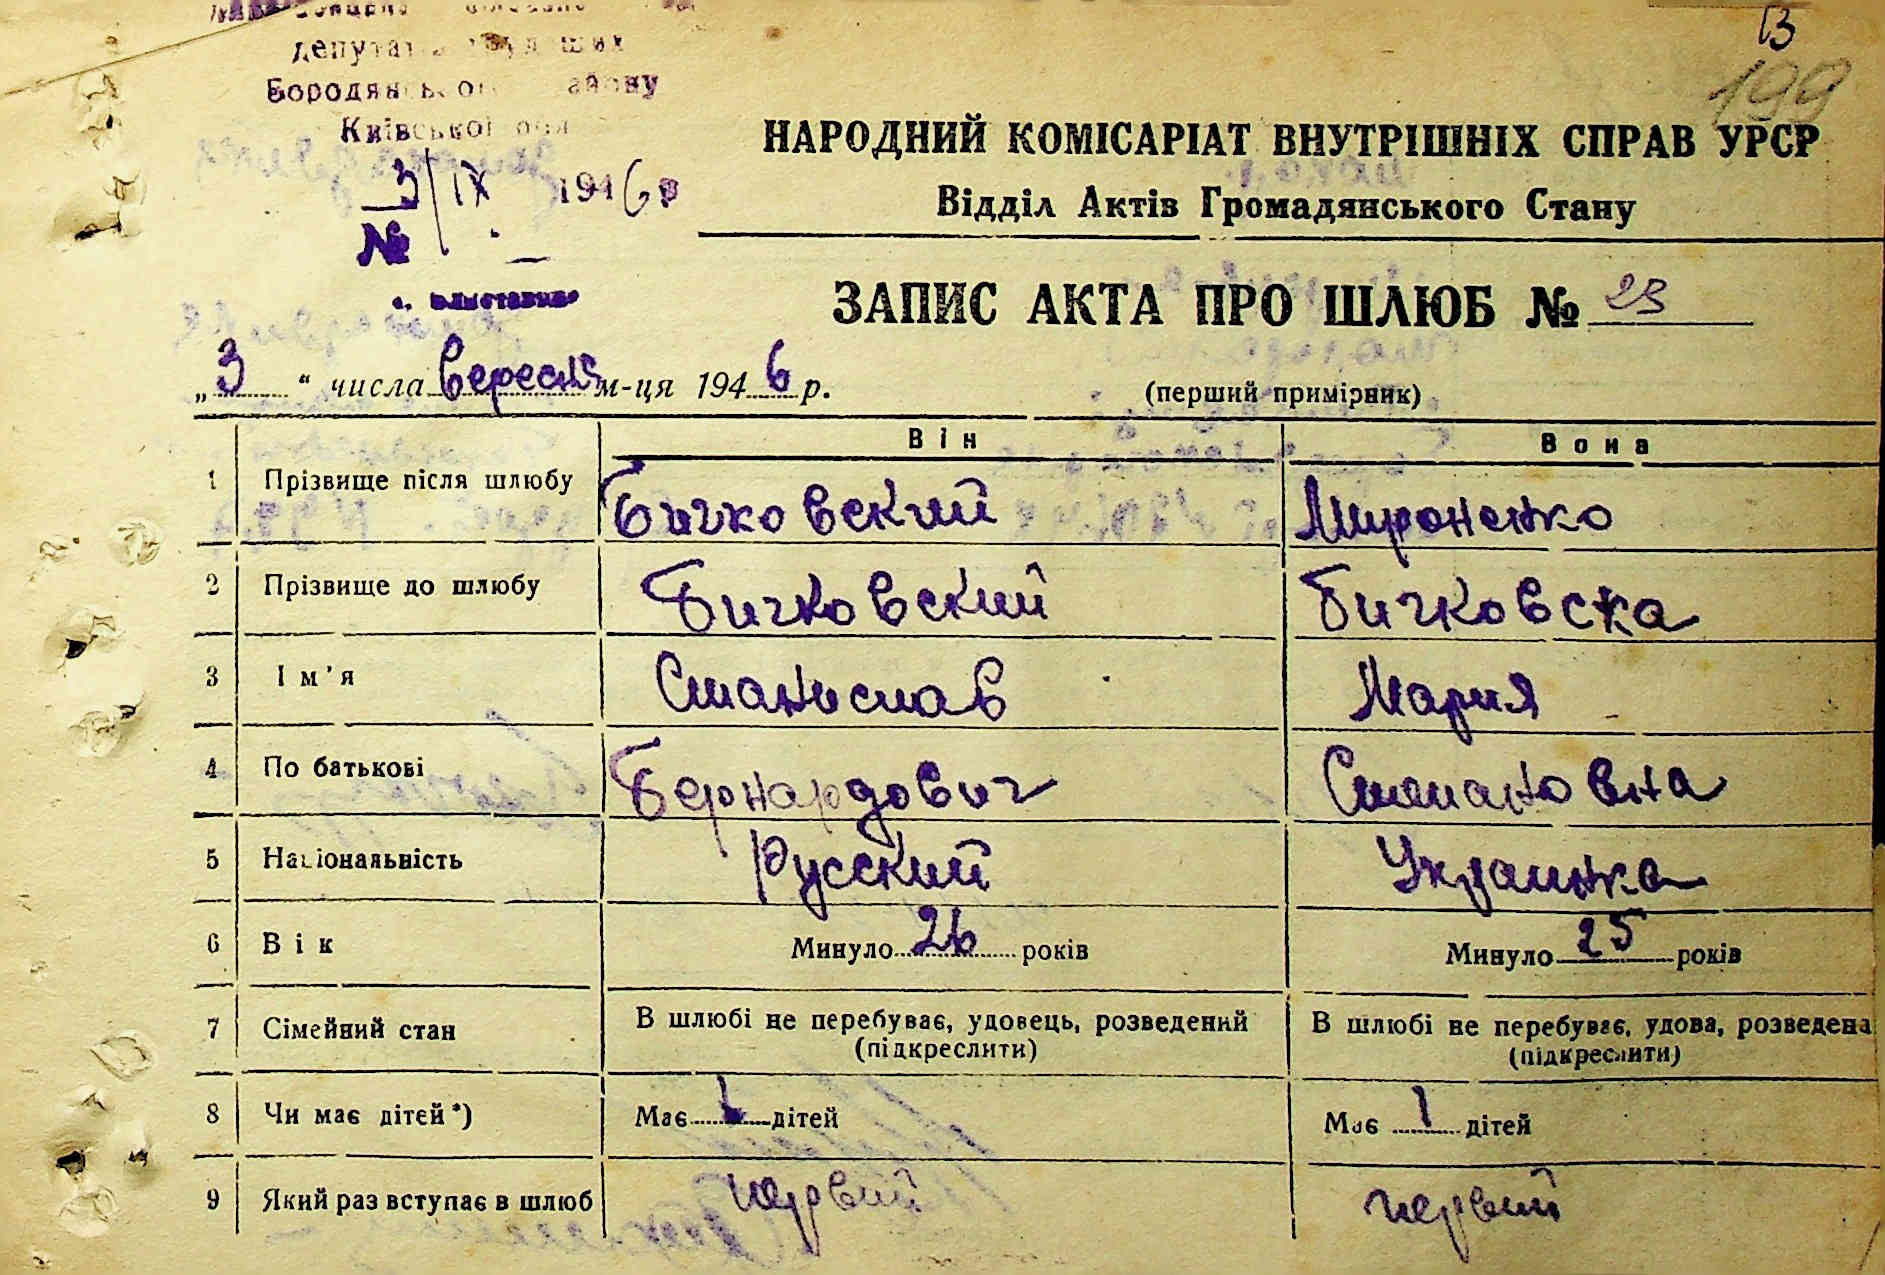 В
199
Бородянського району
Київської обл
3/IX 1946 р
№ —
НАРОДНИЙ КОМІСАРІАТ ВНУТРІШНІХ СПРАВ УРСР
Відділ Актів Громадянського Стану
ЗАПИС АКТА ПРО ШЛЮБ № 23
„3“ числа вересня м-ця 1946 р.
(перший примірник)
Він Вона
1 Прізвище після шлюбу Бичковский Мироненко
2 Прізвище до шлюбу Бичковский Бичковска
3 Ім'я Станислав Мария
4 По батькові Бернардович Степановна
5 Національність Русский Украинка
6 Вік Минуло 26 років Минуло 25 років
7 Сімейний стан В шлюбі не перебуває, удовець, розведений (підкреслити) В шлюбі не перебуває, удова, розведена (підкреслити)
8 Чи має дітей*) Має 1 дітей Має 1 дітей
9 Який раз вступає в шлюб первий первий